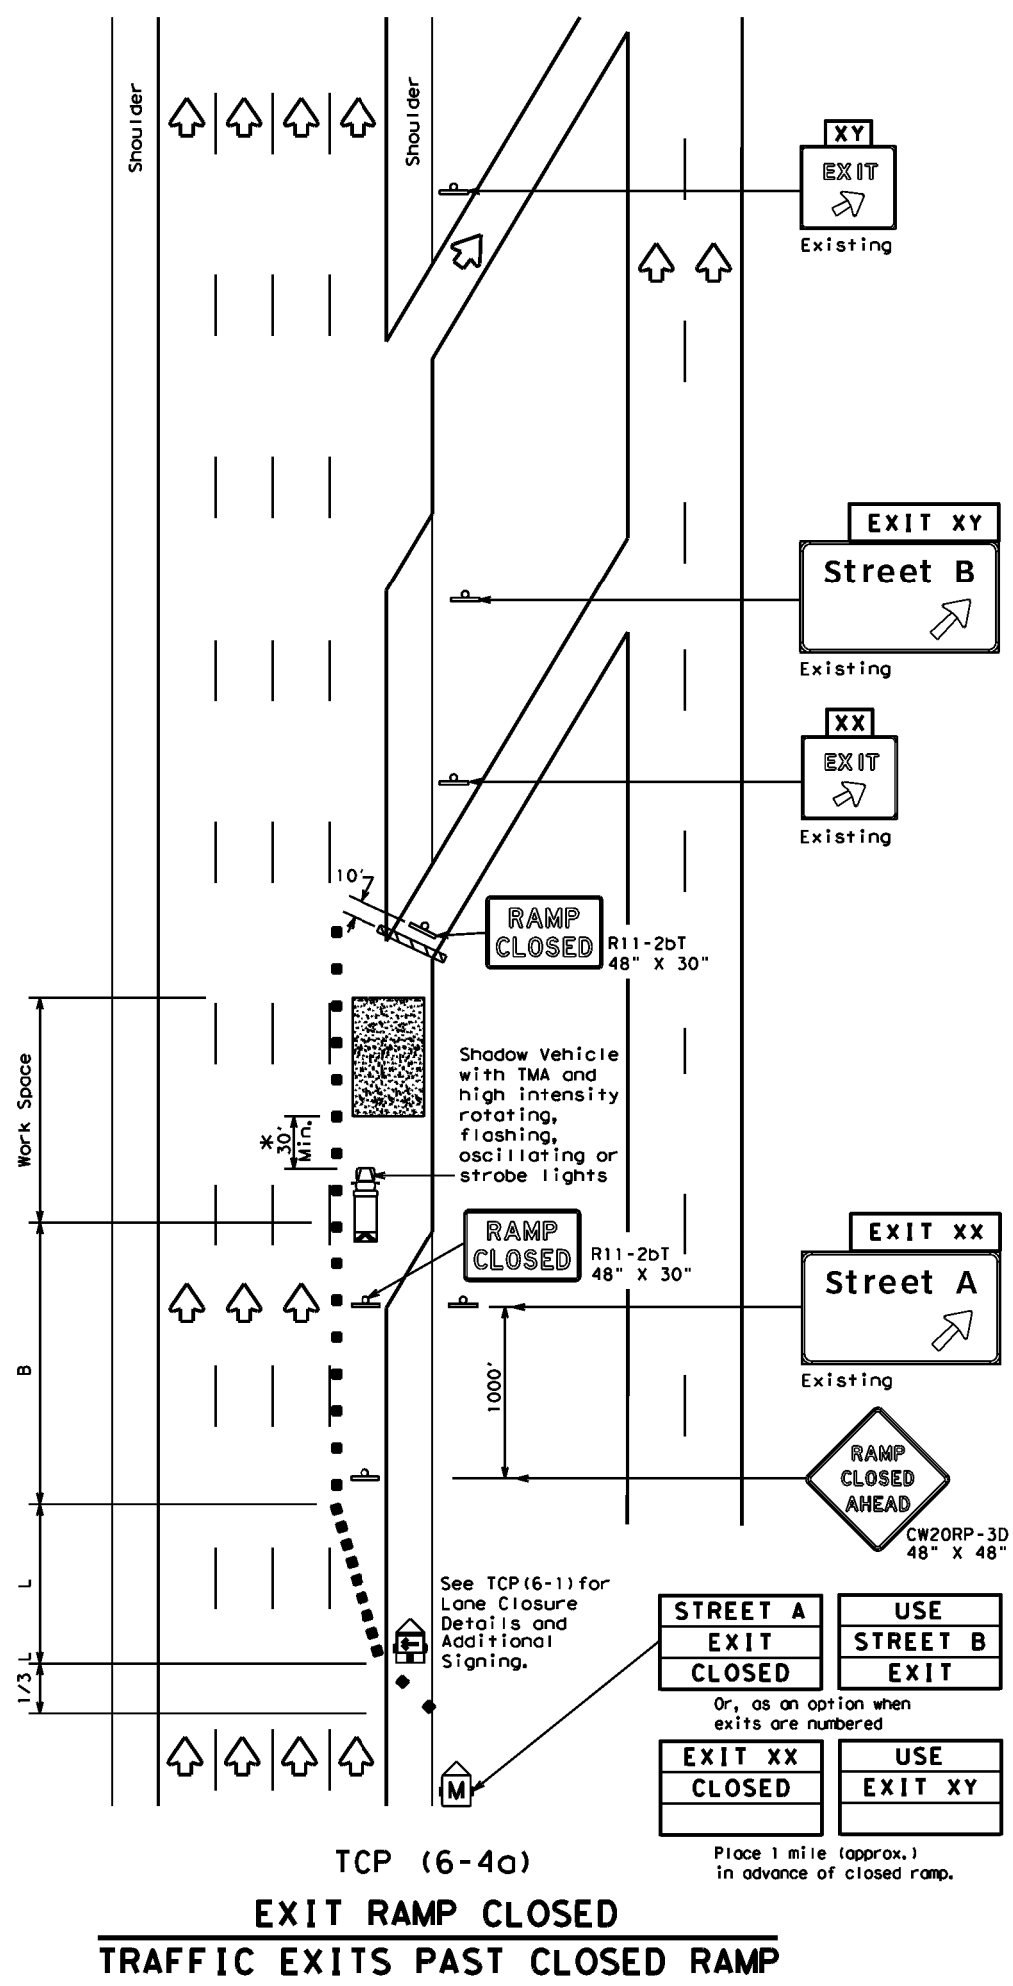 Shoulder
Shoulder
XY
EXIT
Existing
EXIT XY
Street B
Existing
XX
EXIT
Existing
10'
RAMP
CLOSED
R11-2bT
48" X 30"
Work Space
*
30'
Min.
Shadow Vehicle
with TMA and
high intensity
rotating,
flashing,
oscillating or
strobe lights
RAMP
CLOSED
R11-2bT
48" X 30"
EXIT XX
Street A
Existing
B
1000'
RAMP
CLOSED
AHEAD
CW20RP-3D
48" X 48"
L
1/3 L
See TCP(6-1)for
Lane Closure
Details and
Additional
Signing.
STREET A
EXIT
CLOSED
USE
STREET B
EXIT
Or, as an option when
exits are numbered
EXIT XX
CLOSED
USE
EXIT XY
M
Place 1 mile (approx.)
in advance of closed ramp.
TCP (6-4a)
EXIT RAMP CLOSED
TRAFFIC EXITS PAST CLOSED RAMP